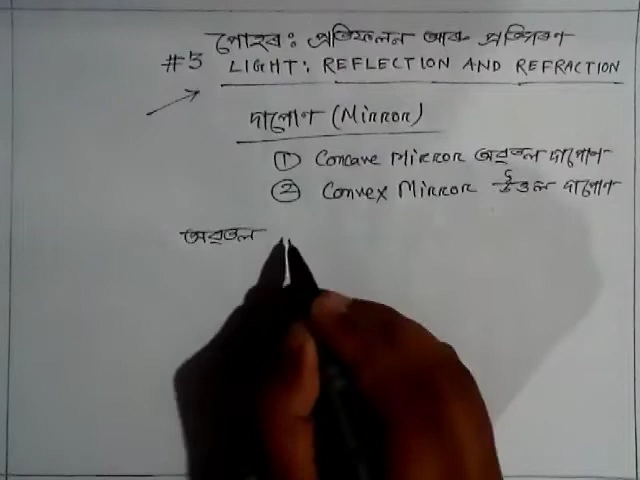 পোহৰ: প্ৰতিফলন আৰু প্ৰতিসৰণ
#5 LIGHT: REFLECTION AND REFRACTION
দাপোণ (Mirror)
① Concave Mirror অৱতল দাপোণ
② Convex Mirror উত্তল দাপোণ
অৱতল